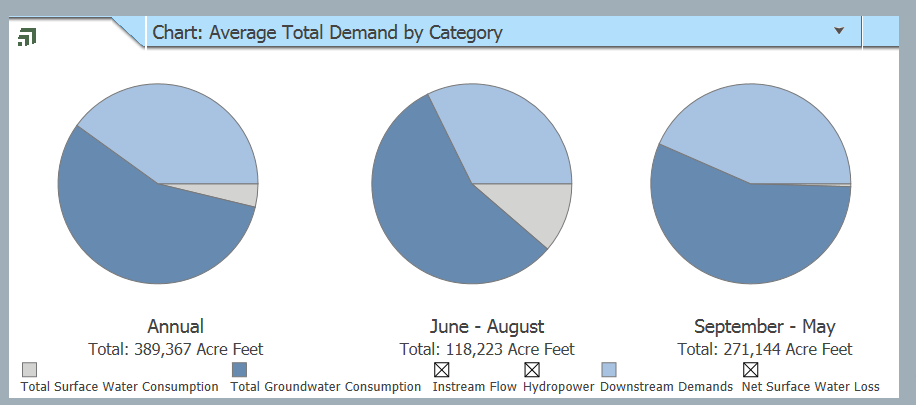 Chart: Average Total Demand by Category
Annual
Total: 389,367 Acre Feet
June - August
Total: 118,223 Acre Feet
September - May
Total: 271,144 Acre Feet
Total Surface Water Consumption
Total Groundwater Consumption
Instream Flow
Hydropower
Downstream Demands
Net Surface Water Loss